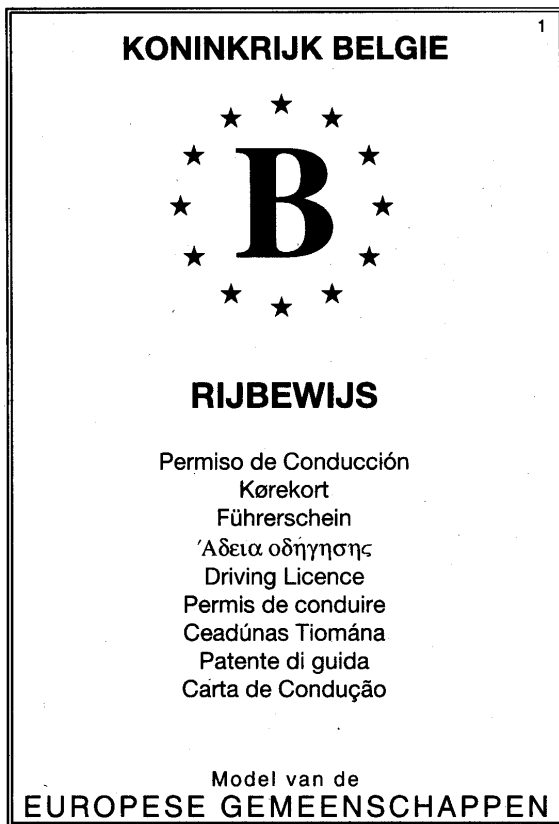 1
KONINKRIJK BELGIE
B
RIJBEWIJS
Permiso de Conducción
Kørekort
Führerschein
Άδεια οδήγησης
Driving Licence
Permis de conduire
Ceadúnas Tiomána
Patente di guida
Carta de Condução
Model van de
EUROPESE GEMEENSCHAPPEN